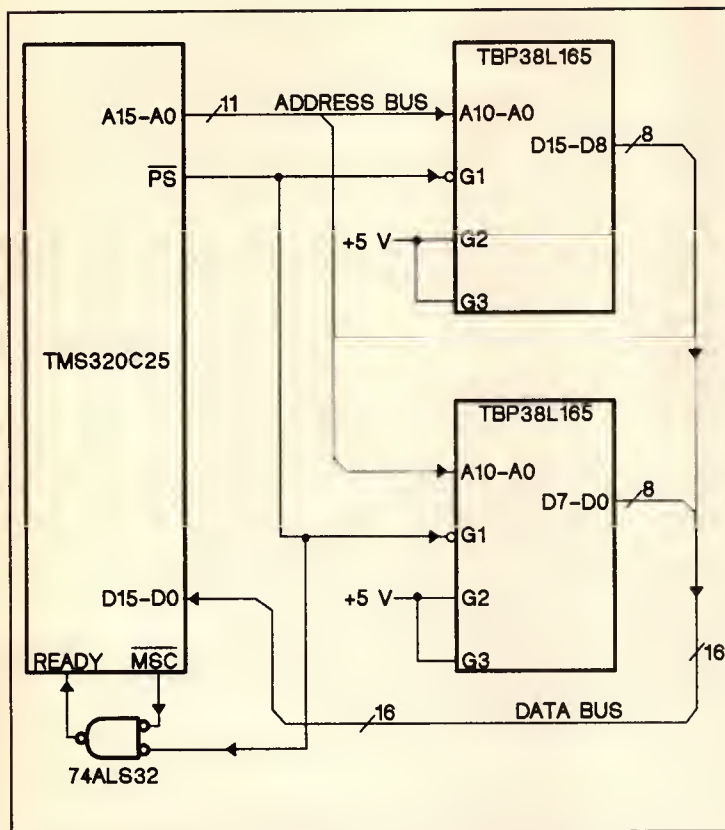 TBP38L165
A15-A0
11
ADDRESS BUS
A10-A0
D15-D8
8
PS
G1
+5 V
G2
G3
TMS320C25
TBP38L165
A10-A0
D7-D0
8
G1
D15-D0
+5 V
G2
G3
READY
MSC
16
16
DATA BUS
74ALS32